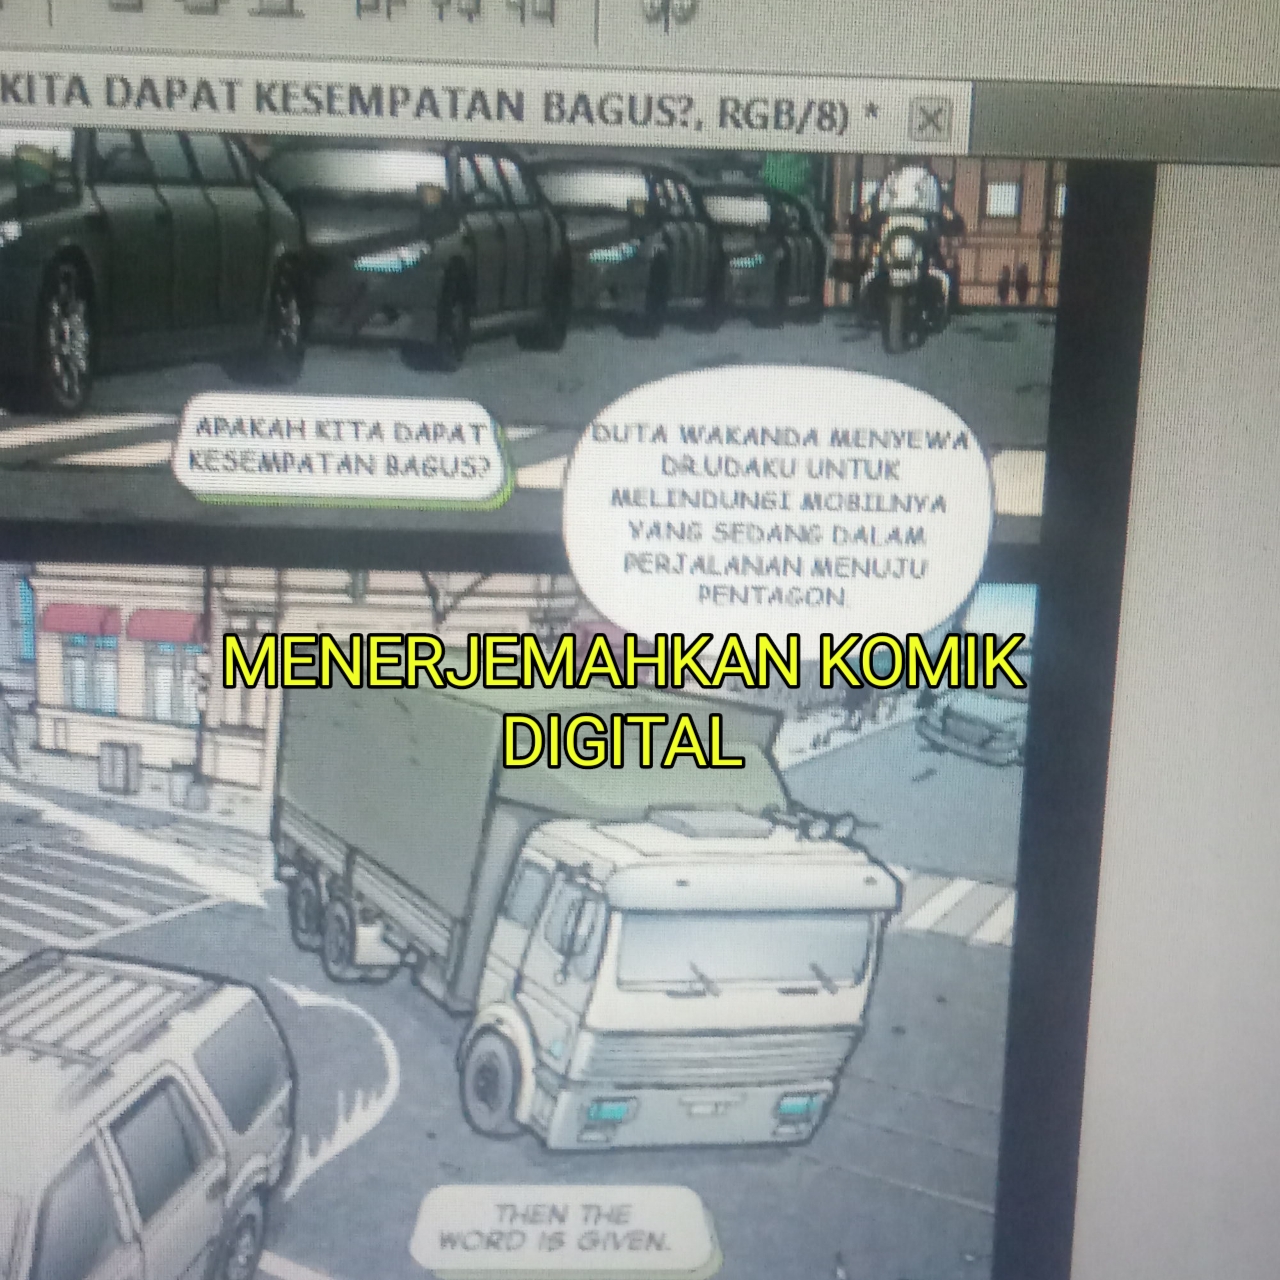 KITA DAPAT KESEMPATAN BAGUS?, RGB/8) *
APAKAH KITA DAPAT
KESEMPATAN BAGUS?
DUTA WAKANDA MENYEWA
DR.UDAKU UNTUK
MELINDUNGI MOBILNYA
YANG SEDANG DALAM
PERJALANAN MENUJU
PENTAGON.
MENERJEMAHKAN KOMIK
DIGITAL
THEN THE
WORD IS GIVEN.